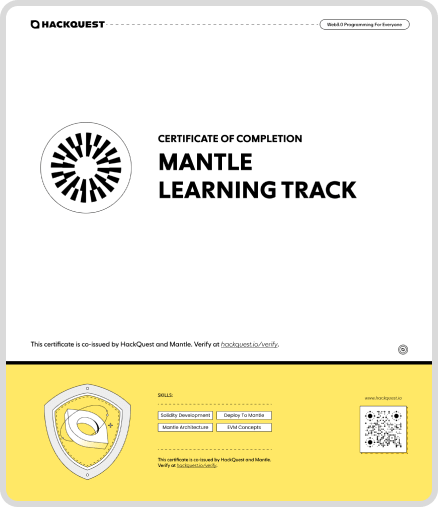 HACKQUEST
Web3.0 Programming For Everyone
CERTIFICATE OF COMPLETION
MANTLE
LEARNING TRACK
This certificate is co-issued by HackQuest and Mantle. Verify at hackquest.io/verify.
SKILLS:
www.hackquest.io
Solidity Development
Deploy To Mantle
Mantle Architecture
EVM Concepts
This certificate is co-issued by HackQuest and Mantle.
Verify at hackquest.io/verify.